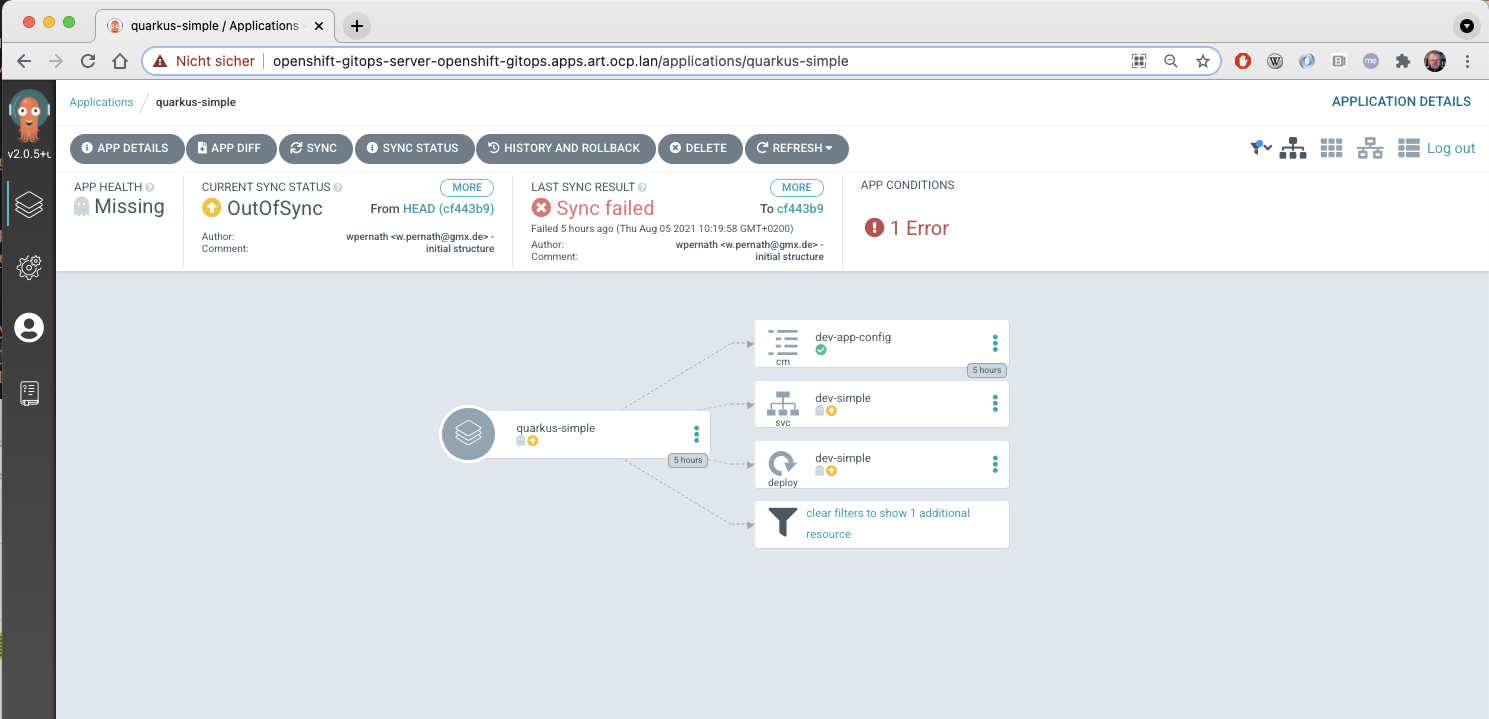 quarkus-simple / Applications
Nicht sicher
openshift-gitops-server-openshift-gitops.apps.art.ocp.lan/applications/quarkus-simple
W
B
me
v2.0.5+u
Applications / quarkus-simple
APPLICATION DETAILS
APP DETAILS
APP DIFF
SYNC
SYNC STATUS
HISTORY AND ROLLBACK
DELETE
REFRESH
Log out
APP HEALTH
Missing
CURRENT SYNC STATUS
MORE
OutOfSync
From HEAD (cf443b9)
Author: wpernath <w.pernath@gmx.de> -
Comment: initial structure
LAST SYNC RESULT
MORE
Sync failed
To cf443b9
Failed 5 hours ago (Thu Aug 05 2021 10:19:58 GMT+0200)
Author: wpernath <w.pernath@gmx.de> -
Comment: initial structure
APP CONDITIONS
1 Error
quarkus-simple
5 hours
cm
dev-app-config
5 hours
svc
dev-simple
deploy
dev-simple
clear filters to show 1 additional
resource